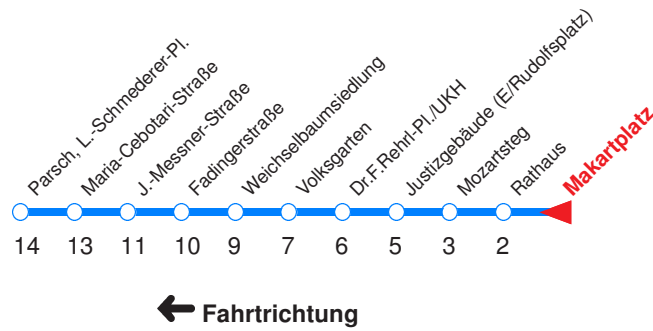 Parsch, L.-Schmederer-Pl.
Maria-Cebotari-Straße
J.-Messner-Straße
Fadingerstraße
Weichselbaumsiedlung
Volksgarten
Dr.F.Rehrl-Pl./UKH
Justizgebäude (E/Rudolfsplatz)
Mozartsteg
Rathaus
Makartplatz
14 13 11 10 9 7 6 5 3 2
Fahrtrichtung